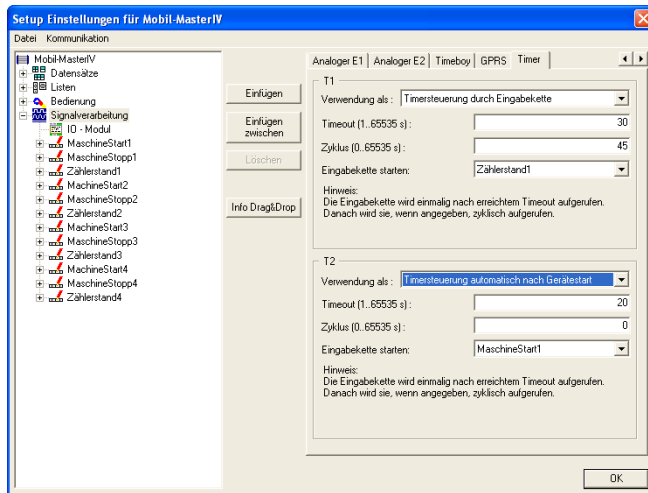 Setup Einstellungen für Mobil-MasterIV
Datei Kommunikation
Mobil-MasterIV
Datensätze
Listen
Bedienung
Signalverarbeitung
IO - Modul
MaschineStart1
MaschineStopp1
Zählerstand1
MachineStart2
MaschineStopp2
Zählerstand2
MachineStart3
MaschineStopp3
Zählerstand3
MachineStart4
MaschineStopp4
Zählerstand4
Einfügen
Einfügen
zwischen
Löschen
Info Drag&Drop
Analoger E1 Analoger E2 Timeboy GPRS Timer
T1
Verwendung als : Timersteuerung durch Eingabekette
Timeout (1..65535 s) : 30
Zyklus (0..65535 s) : 45
Eingabekette starten: Zählerstand1
Hinweis:
Die Eingabekette wird einmalig nach erreichtem Timeout aufgerufen.
Danach wird sie, wenn angegeben, zyklisch aufgerufen.
T2
Verwendung als : Timersteuerung automatisch nach Gerätestart
Timeout (1..65535 s) : 20
Zyklus (0..65535 s) : 0
Eingabekette starten: MaschineStart1
Hinweis:
Die Eingabekette wird einmalig nach erreichtem Timeout aufgerufen.
Danach wird sie, wenn angegeben, zyklisch aufgerufen.
OK